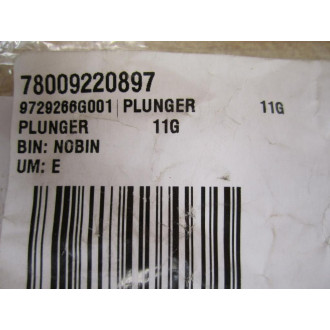 78009220897
9729266G001 | PLUNGER 11G
PLUNGER 11G
BIN: NOBIN
UM: E